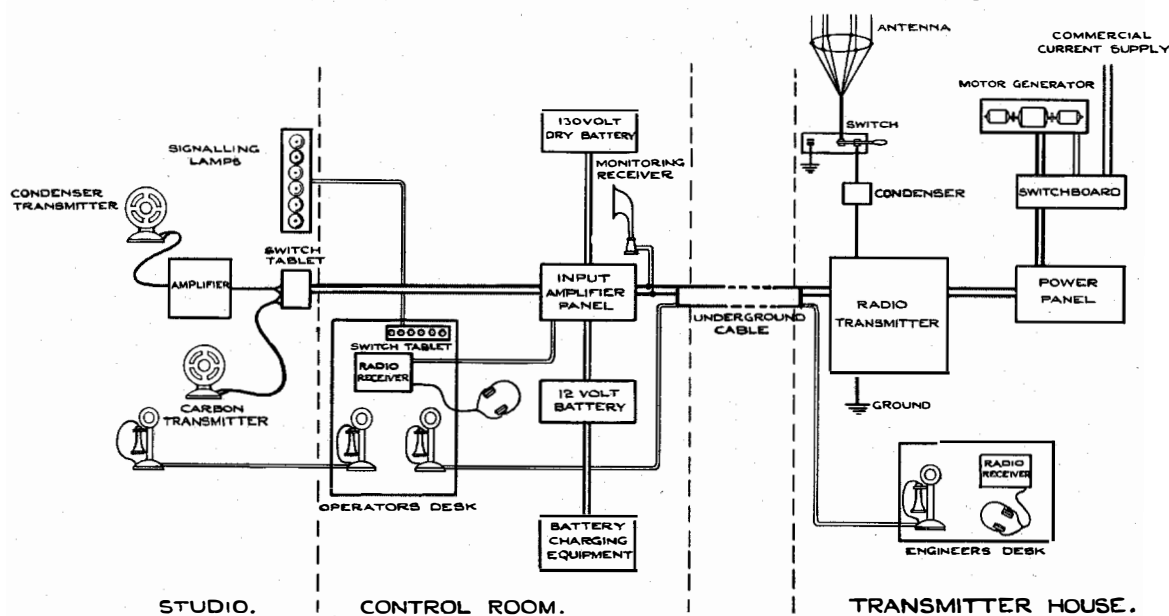 ANTENNA
COMMERCIAL
CURRENT SUPPLY
MOTOR GENERATOR
SWITCH
130 VOLT
DRY BATTERY
SIGNALLING
LAMPS
MONITORING
RECEIVER
CONDENSER
TRANSMITTER
CONDENSER
SWITCHBOARD
SWITCH
TABLET
AMPLIFIER
INPUT
AMPLIFIER
PANEL
UNDERGROUND
CABLE
RADIO
TRANSMITTER
POWER
PANEL
SWITCH TABLET
RADIO
RECEIVER
CARBON
TRANSMITTER
12 VOLT
BATTERY
GROUND
OPERATORS DESK
BATTERY
CHARGING
EQUIPMENT
RADIO
RECEIVER
ENGINEERS DESK
STUDIO.
CONTROL ROOM.
TRANSMITTER HOUSE.